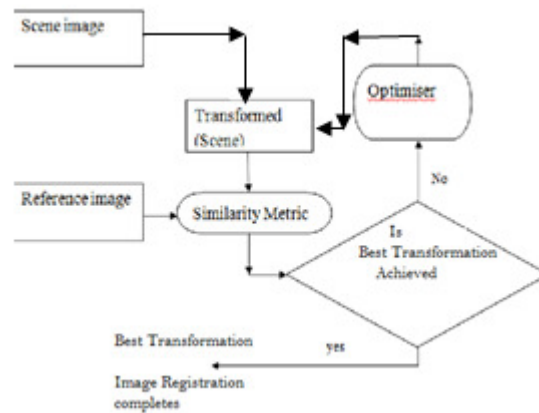 Scene image
Optimiser
Transformed
(Scene)
No
Reference image
Similarity Metric
Is
Best Transformation
Achieved
Best Transformation
yes
Image Registration
completes